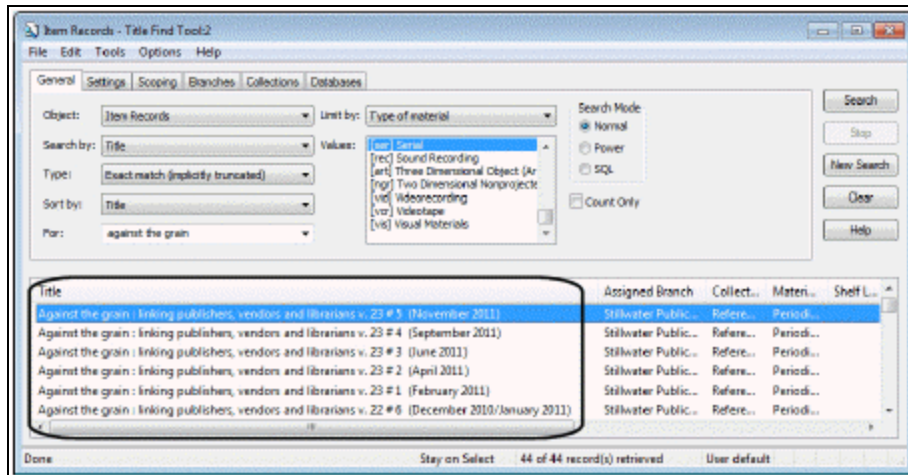 Item Records - Title Find Tool:2
File Edit Tools Options Help
General Settings Scoping Branches Collections Databases
Object: Item Records Limit by: Type of material Search Mode Search
Normal
Search by: Title Values: [ser] Serial Power Stop
[rec] Sound Recording
Type: Exact match (implicitly truncated) [art] Three Dimensional Object (Ar SQL New Search
[ngr] Two Dimensional Nonprojecte
[vid] Videorecording
Sort by: Title [vcr] Videotape Count Only Clear
[vis] Visual Materials
For: against the grain Help
Title Assigned Branch Collect... Materi... Shelf L...
Against the grain : linking publishers, vendors and librarians v. 23 # 5 (November 2011) Stillwater Public... Refere... Periodi...
Against the grain : linking publishers, vendors and librarians v. 23 # 4 (September 2011) Stillwater Public... Refere... Periodi...
Against the grain : linking publishers, vendors and librarians v. 23 # 3 (June 2011) Stillwater Public... Refere... Periodi...
Against the grain : linking publishers, vendors and librarians v. 23 # 2 (April 2011) Stillwater Public... Refere... Periodi...
Against the grain : linking publishers, vendors and librarians v. 23 # 1 (February 2011) Stillwater Public... Refere... Periodi...
Against the grain : linking publishers, vendors and librarians v. 22 # 6 (December 2010/January 2011) Stillwater Public... Refere... Periodi...
Done Stay on Select 44 of 44 record(s) retrieved User default